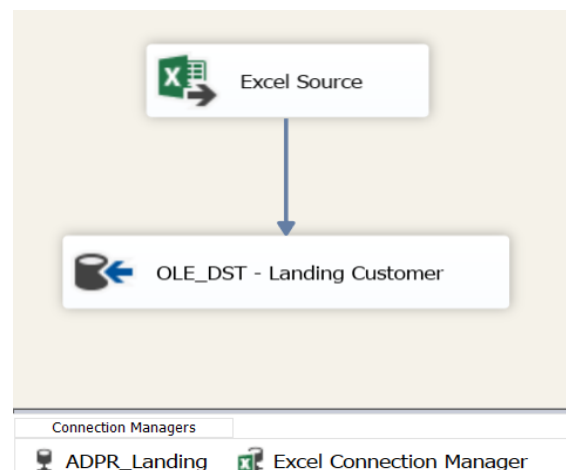 Excel Source
OLE_DST - Landing Customer
Connection Managers
ADPR_Landing Excel Connection Manager